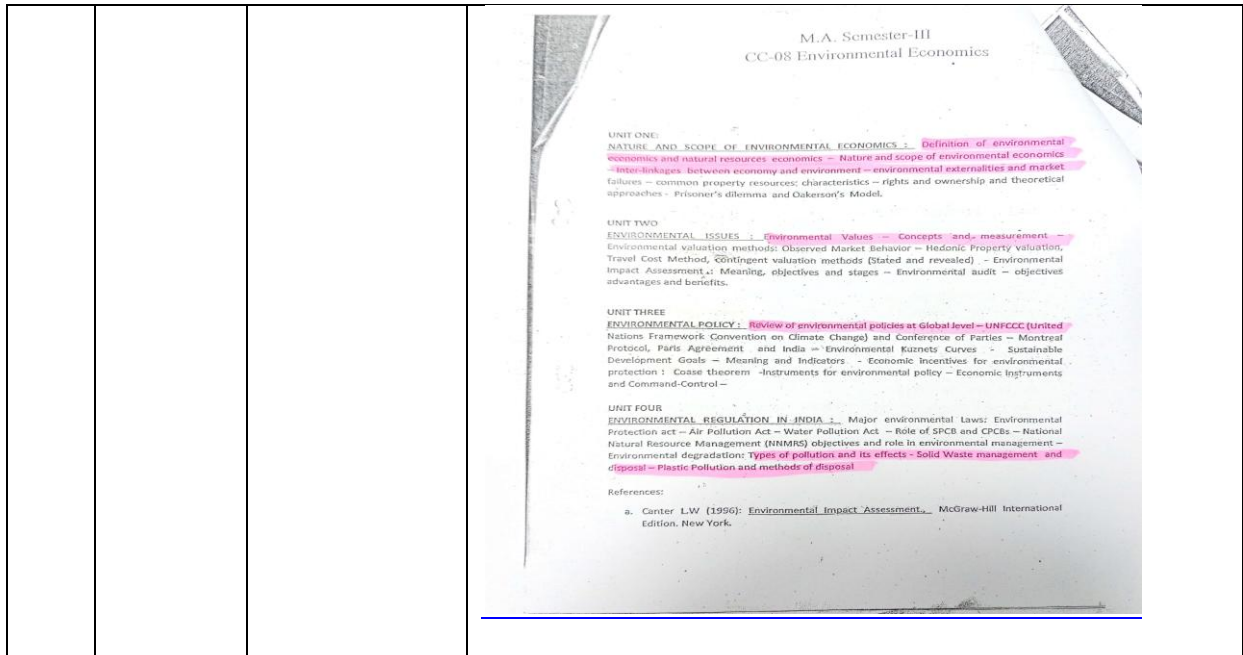 M.A. Semester-III
CC-08 Environmental Economics
UNIT ONE:
NATURE AND SCOPE OF ENVIRONMENTAL ECONOMICS : Definition of environmental
economics and natural resources economics – Nature and scope of environmental economics
– Inter-linkages between economy and environment – environmental externalities and market
failures – common property resources: characteristics – rights and ownership and theoretical
approaches - Prisoner's dilemma and Oakerson's Model.
UNIT TWO
ENVIRONMENTAL ISSUES : Environmental Values – Concepts and measurement –
Environmental valuation methods: Observed Market Behavior – Hedonic Property valuation,
Travel Cost Method, contingent valuation methods (Stated and revealed) - Environmental
Impact Assessment : Meaning, objectives and stages – Environmental audit – objectives
advantages and benefits.
UNIT THREE
ENVIRONMENTAL POLICY : Review of environmental policies at Global level – UNFCCC (United
Nations Framework Convention on Climate Change) and Conference of Parties – Montreal
Protocol, Paris Agreement and India – Environmental Kuznets Curves - Sustainable
Development Goals – Meaning and Indicators - Economic incentives for environmental
protection : Coase theorem -Instruments for environmental policy – Economic Instruments
and Command-Control –
UNIT FOUR
ENVIRONMENTAL REGULATION IN INDIA : Major environmental Laws: Environmental
Protection act – Air Pollution Act – Water Pollution Act – Role of SPCB and CPCBs – National
Natural Resource Management (NNMRS) objectives and role in environmental management –
Environmental degradation: Types of pollution and its effects - Solid Waste management and
disposal – Plastic Pollution and methods of disposal
References:
a. Canter L.W (1996): Environmental Impact Assessment., McGraw-Hill International
Edition. New York.